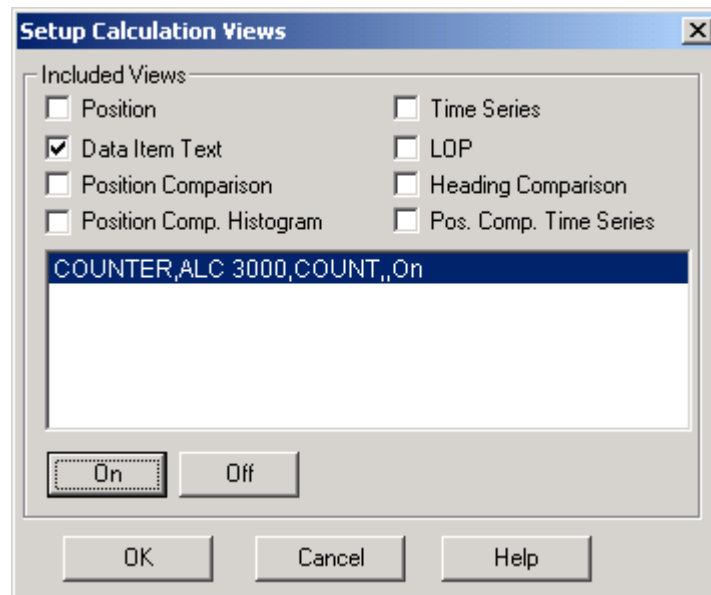 Setup Calculation Views
Included Views
Position
Time Series
Data Item Text
LOP
Position Comparison
Heading Comparison
Position Comp. Histogram
Pos. Comp. Time Series
COUNTER,ALC 3000,COUNT,,On
On
Off
OK
Cancel
Help